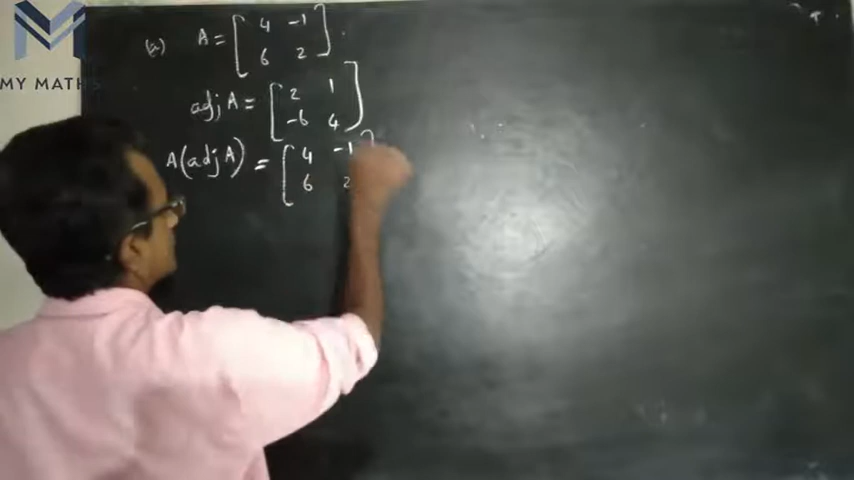 MY MATHS
(a) A = [ 4 -1
6 2 ] .
adj A = [ 2 1
-6 4 ]
A(adj A) = [ 4 -1
6 2